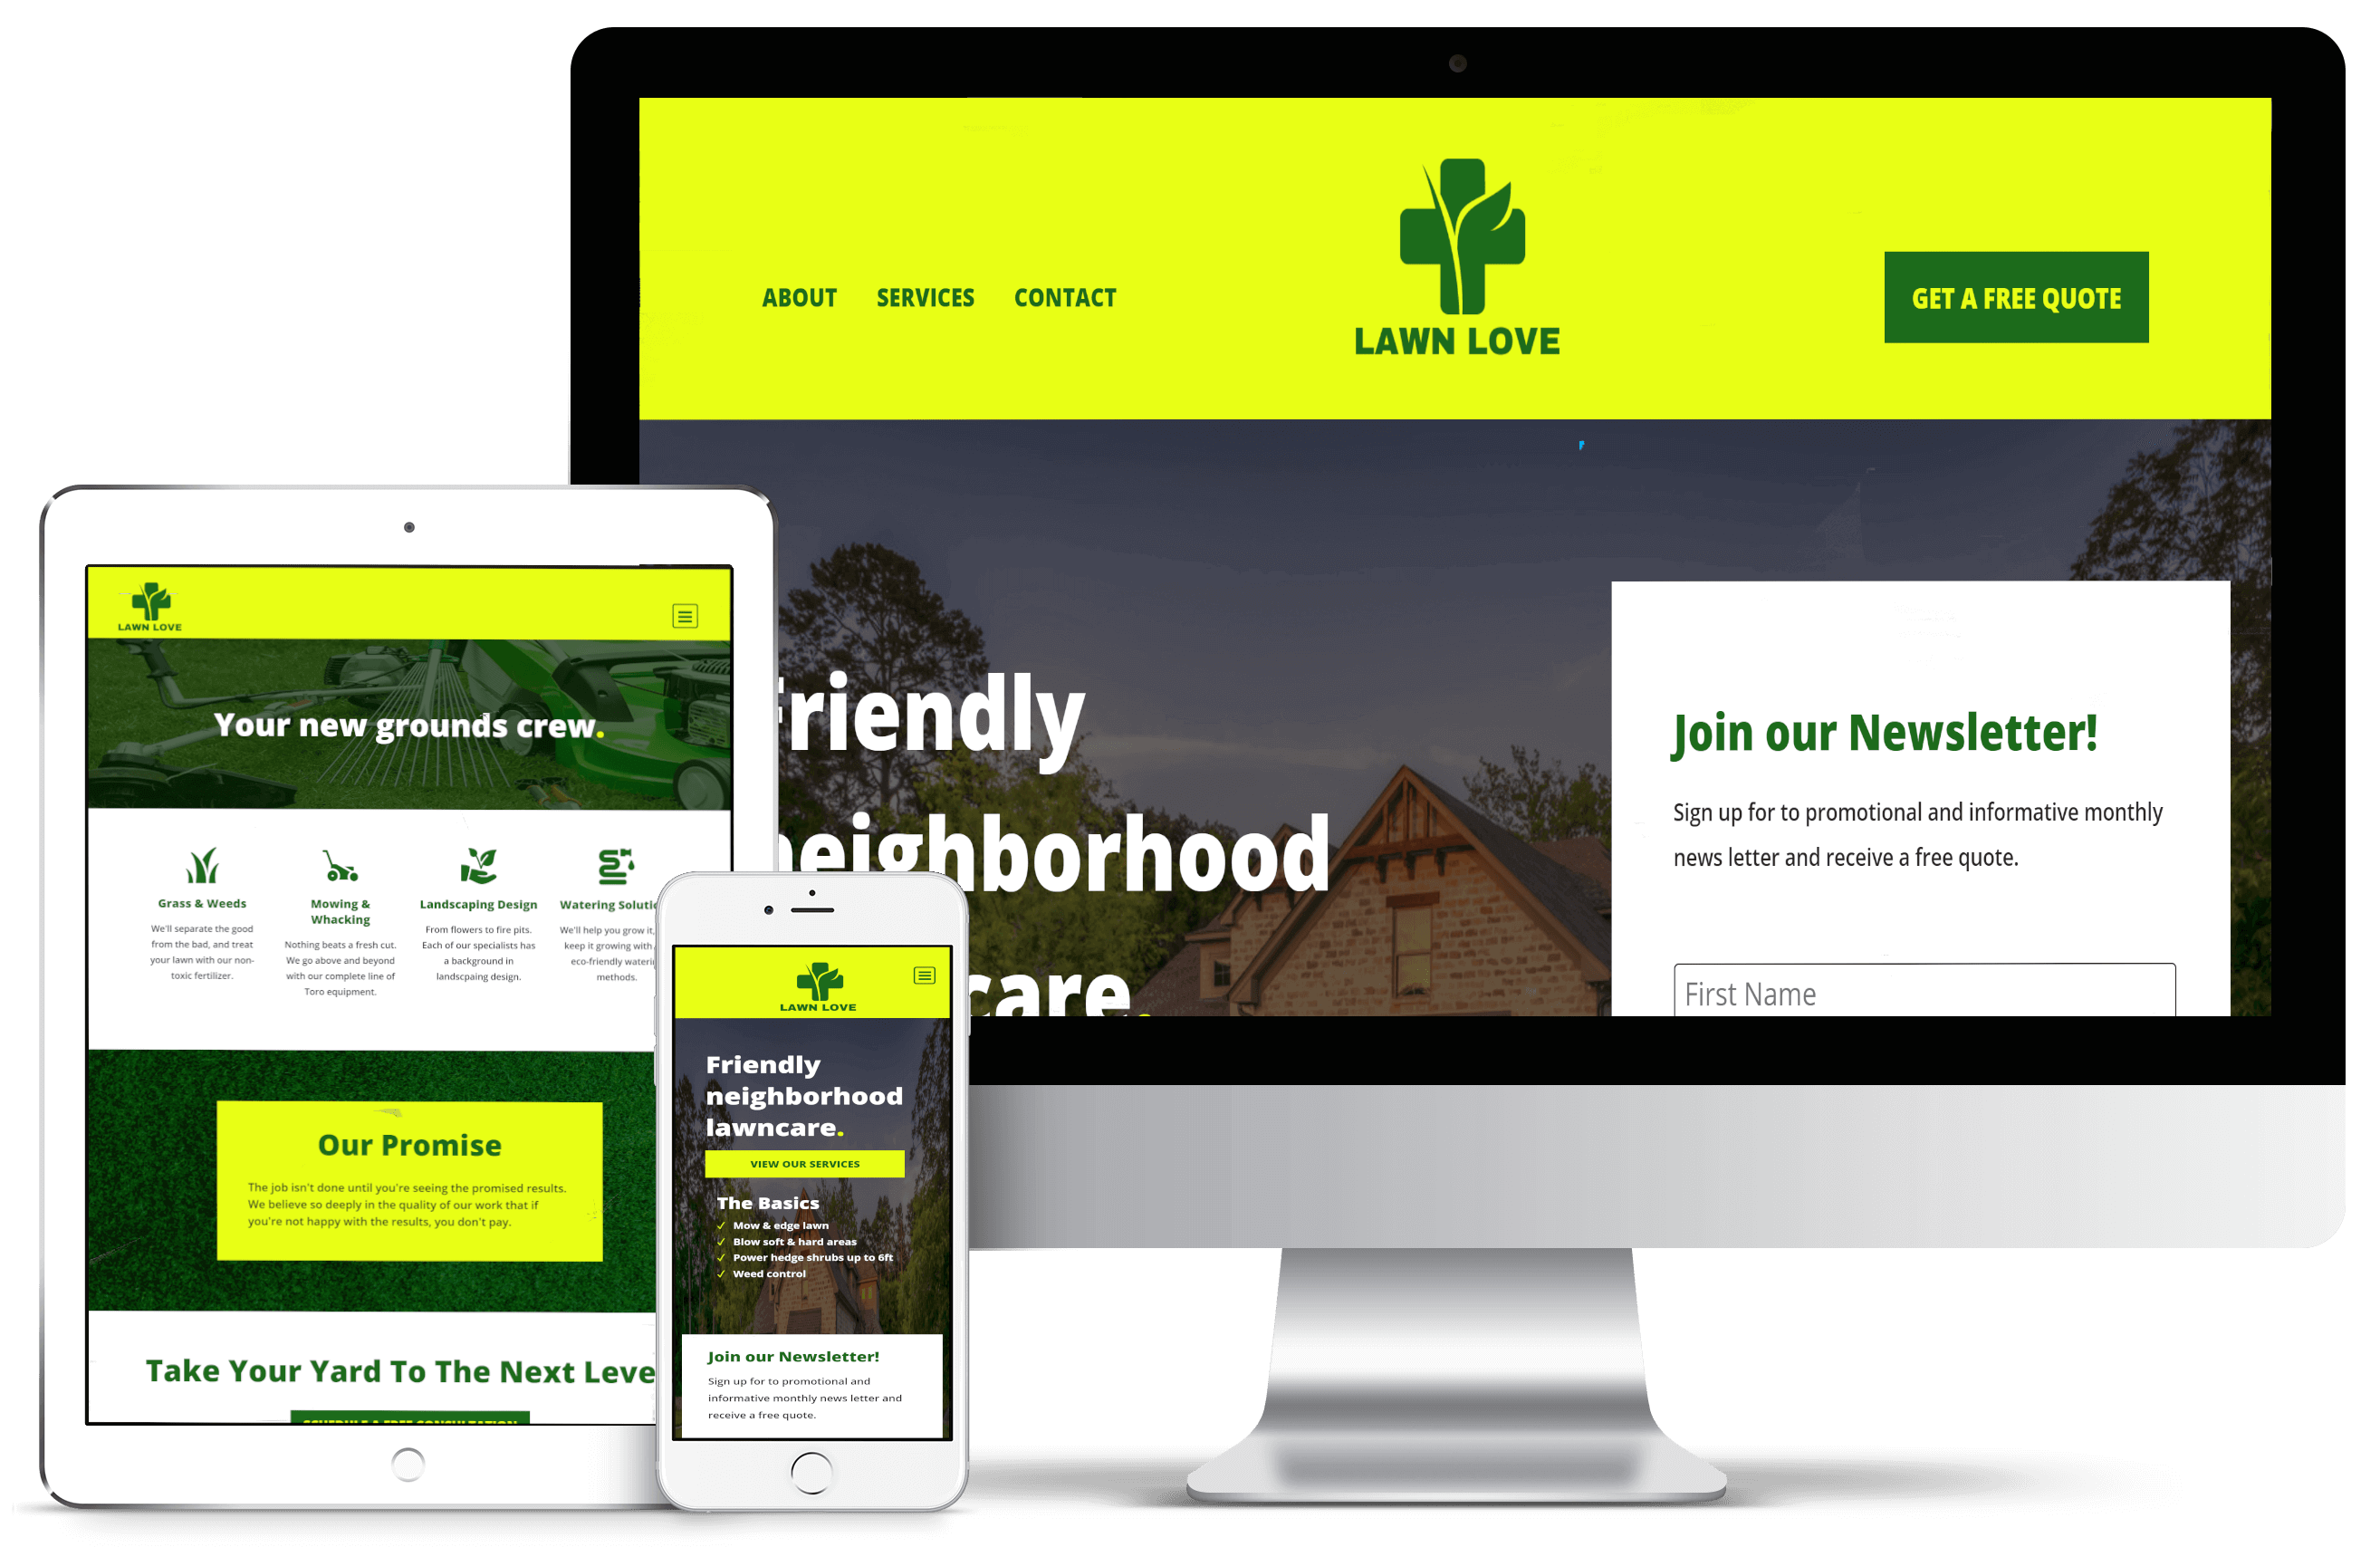 ABOUT SERVICES CONTACT
LAWN LOVE
GET A FREE QUOTE
Friendly
neighborhood
care.
Join our Newsletter!
Sign up for to promotional and informative monthly
news letter and receive a free quote.
First Name
LAWN LOVE
Your new grounds crew.
Grass & Weeds
We'll separate the good
from the bad, and treat
your lawn with our non-
toxic fertilizer.
Mowing &
Whacking
Nothing beats a fresh cut.
We go above and beyond
with our complete line of
Toro equipment.
Landscaping Design
From flowers to fire pits.
Each of our specialists has
a background in
landscpaing design.
Watering Soluti
We'll help you grow it,
keep it growing with
eco-friendly wateri
methods.
Our Promise
The job isn't done until you're seeing the promised results.
We believe so deeply in the quality of our work that if
you're not happy with the results, you don't pay.
Take Your Yard To The Next Leve
SCHEDULE A FREE CONSULTATION
LAWN LOVE
Friendly
neighborhood
lawncare.
VIEW OUR SERVICES
The Basics
Mow & edge lawn
Blow soft & hard areas
Power hedge shrubs up to 6ft
Weed control
Join our Newsletter!
Sign up for to promotional and
informative monthly news letter and
receive a free quote.